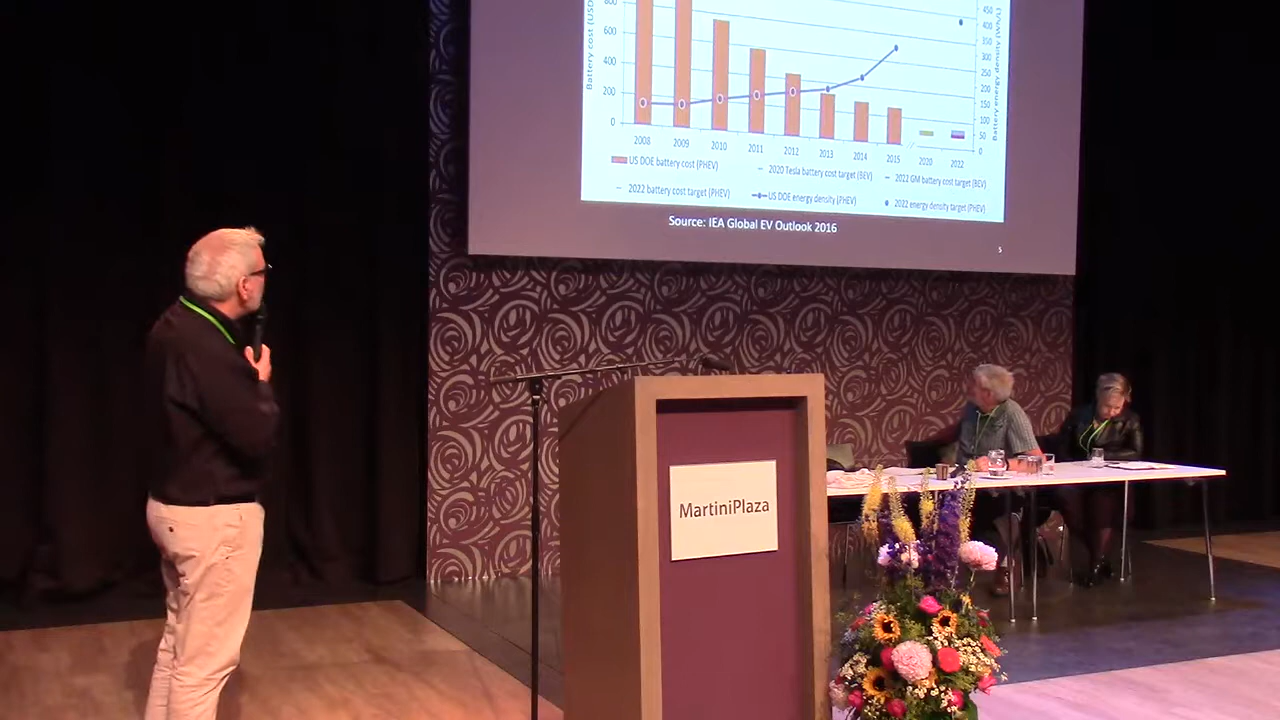 800
600
400
200
0
Battery cost (USD
450
400
350
300
250
200
150
100
50
0
Battery energy density (Wh/L)
2008 2009 2010 2011 2012 2013 2014 2015 2020 2022
US DOE battery cost (PHEV) 2020 Tesla battery cost target (BEV) 2022 GM battery cost target (BEV)
2022 battery cost target (PHEV) US DOE energy density (PHEV) 2022 energy density target (PHEV)
Source: IEA Global EV Outlook 2016
5
MartiniPlaza